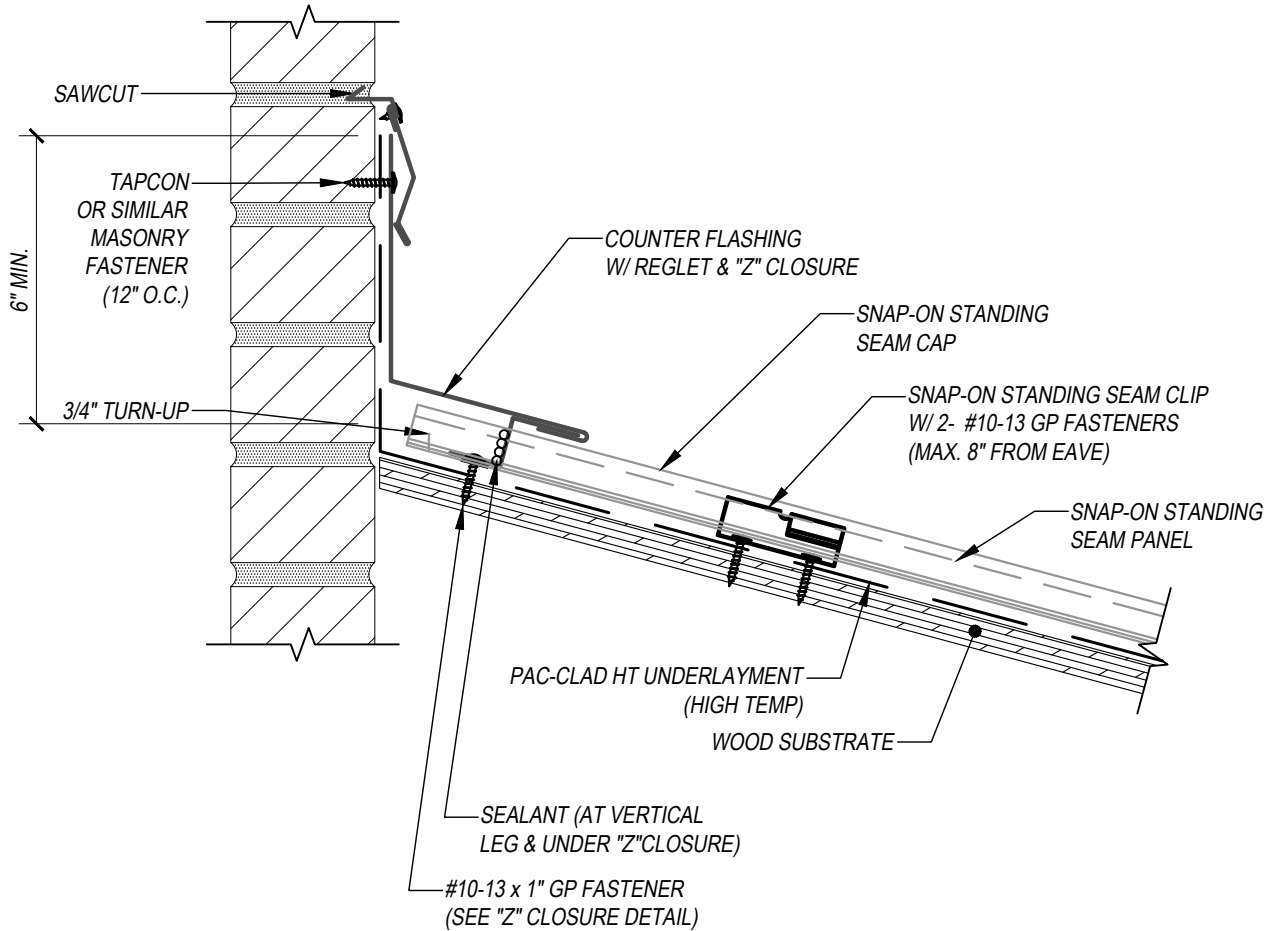 SAWCUT
TAPCON
OR SIMILAR
MASONRY
FASTENER
(12" O.C.)
6" MIN.
3/4" TURN-UP
COUNTER FLASHING
W/ REGLET & "Z" CLOSURE
SNAP-ON STANDING
SEAM CAP
SNAP-ON STANDING SEAM CLIP
W/ 2- #10-13 GP FASTENERS
(MAX. 8" FROM EAVE)
SNAP-ON STANDING
SEAM PANEL
PAC-CLAD HT UNDERLAYMENT
(HIGH TEMP)
WOOD SUBSTRATE
SEALANT (AT VERTICAL
LEG & UNDER "Z"CLOSURE)
#10-13 x 1" GP FASTENER
(SEE "Z" CLOSURE DETAIL)